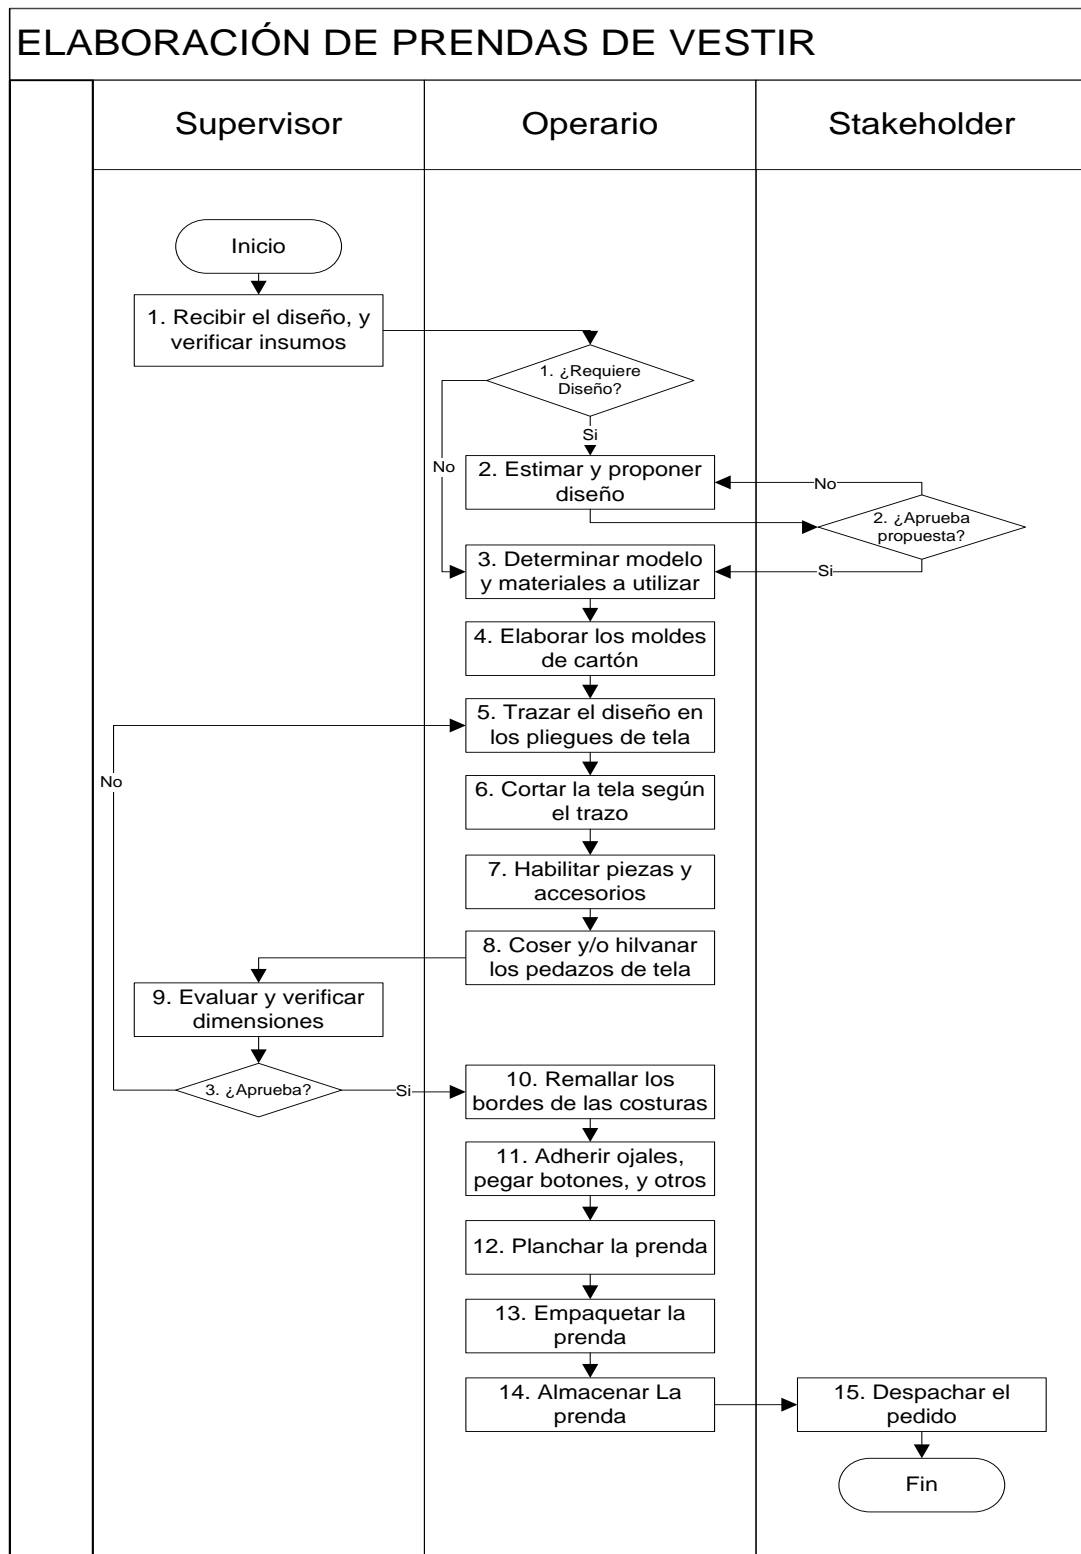 ELABORACIÓN DE PRENDAS DE VESTIR
Supervisor
Operario
Stakeholder
Inicio
1. Recibir el diseño, y
verificar insumos
1. ¿Requiere
Diseño?
Si
No
2. Estimar y proponer
diseño
No
2. ¿Aprueba
propuesta?
Si
3. Determinar modelo
y materiales a utilizar
4. Elaborar los moldes
de cartón
5. Trazar el diseño en
los pliegues de tela
No
6. Cortar la tela según
el trazo
7. Habilitar piezas y
accesorios
8. Coser y/o hilvanar
los pedazos de tela
9. Evaluar y verificar
dimensiones
3. ¿Aprueba?
Si
10. Remallar los
bordes de las costuras
11. Adherir ojales,
pegar botones, y otros
12. Planchar la prenda
13. Empaquetar la
prenda
14. Almacenar La
prenda
15. Despachar el
pedido
Fin